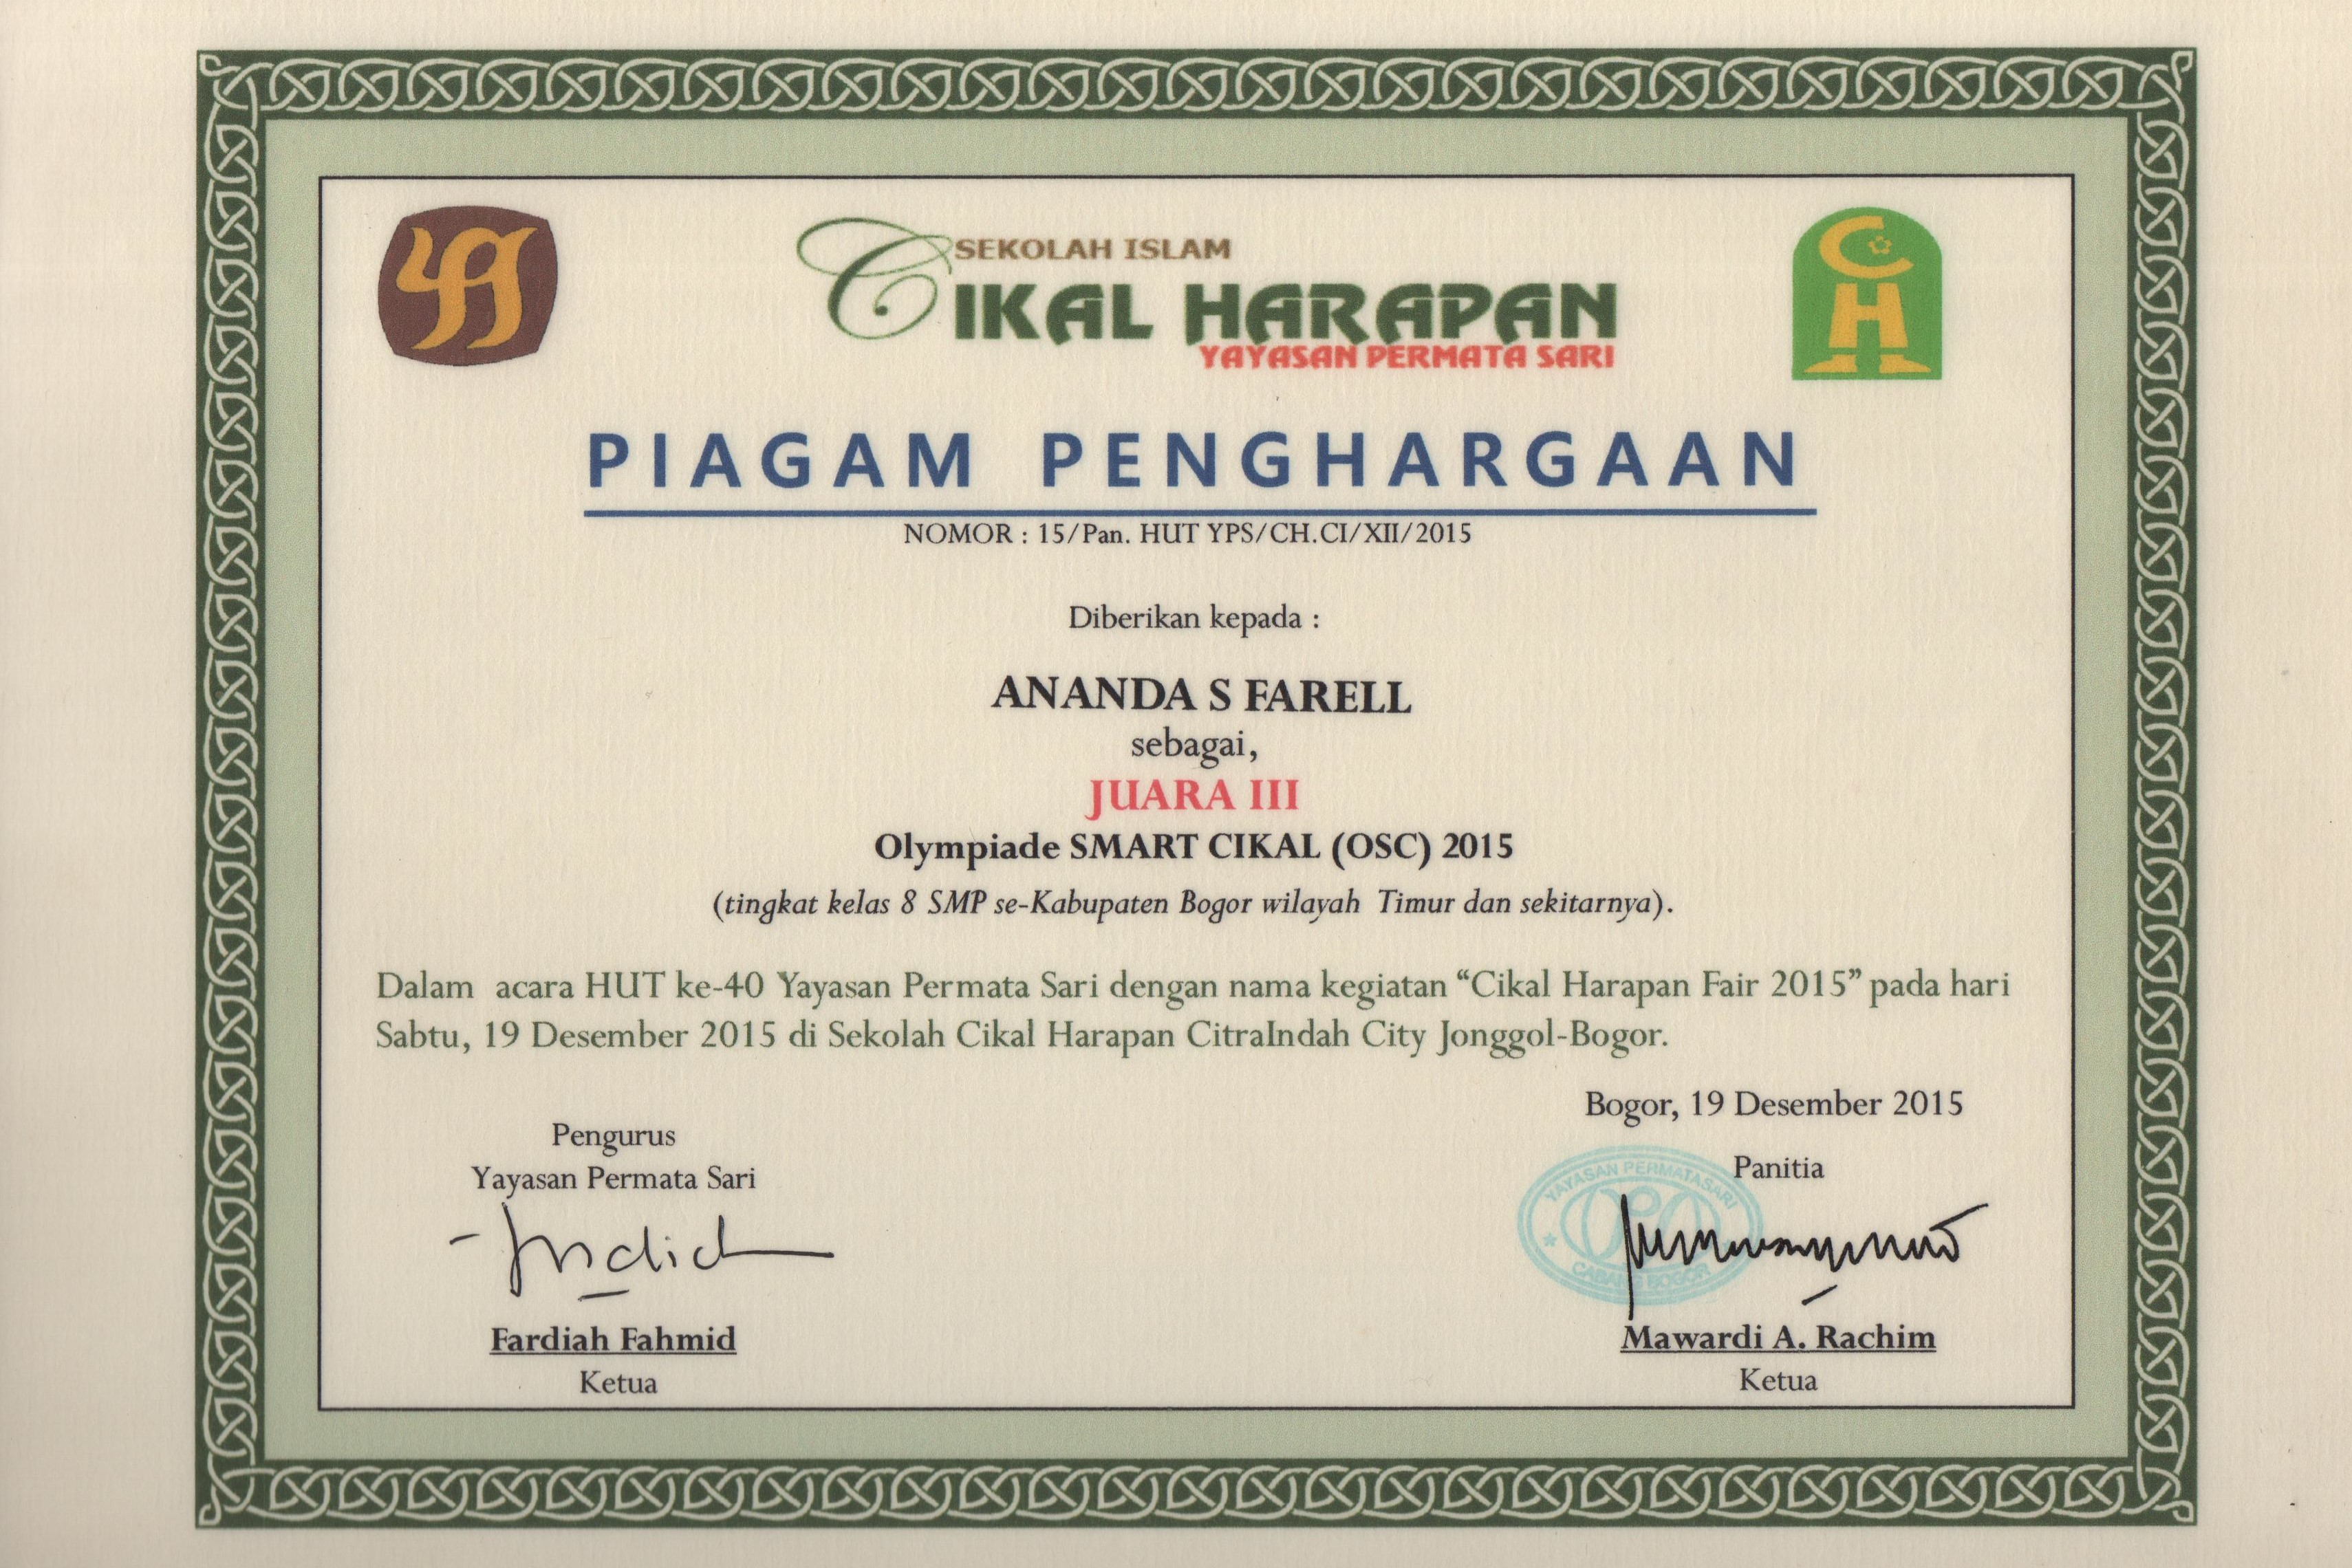 SEKOLAH ISLAM
CIKAL HARAPAN
YAYASAN PERMATA SARI
PIAGAM PENGHARGAAN
NOMOR : 15/Pan. HUT YPS/CH.CI/XII/2015
Diberikan kepada :
ANANDA S FARELL
sebagai,
JUARA III
Olympiade SMART CIKAL (OSC) 2015
(tingkat kelas 8 SMP se-Kabupaten Bogor wilayah Timur dan sekitarnya).
Dalam acara HUT ke-40 Yayasan Permata Sari dengan nama kegiatan “Cikal Harapan Fair 2015” pada hari
Sabtu, 19 Desember 2015 di Sekolah Cikal Harapan CitraIndah City Jonggol-Bogor.
Bogor, 19 Desember 2015
Pengurus
Yayasan Permata Sari
Panitia
YAYASAN PERMATASARI
CABANG BOGOR
Fardiah Fahmid
Ketua
Mawardi A. Rachim
Ketua